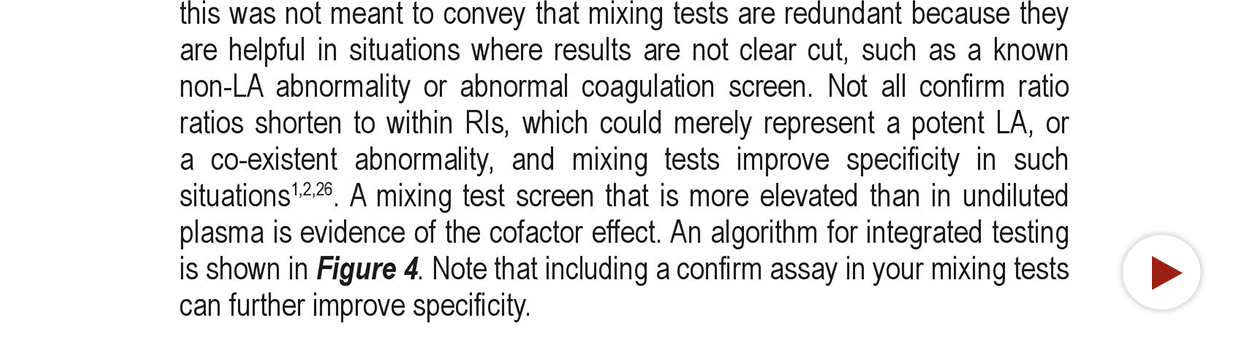 this was not meant to convey that mixing tests are redundant because they
are helpful in situations where results are not clear cut, such as a known
non-LA abnormality or abnormal coagulation screen. Not all confirm ratio
ratios shorten to within RIs, which could merely represent a potent LA, or
a co-existent abnormality, and mixing tests improve specificity in such
situations1,2,26. A mixing test screen that is more elevated than in undiluted
plasma is evidence of the cofactor effect. An algorithm for integrated testing
is shown in Figure 4. Note that including a confirm assay in your mixing tests
can further improve specificity.